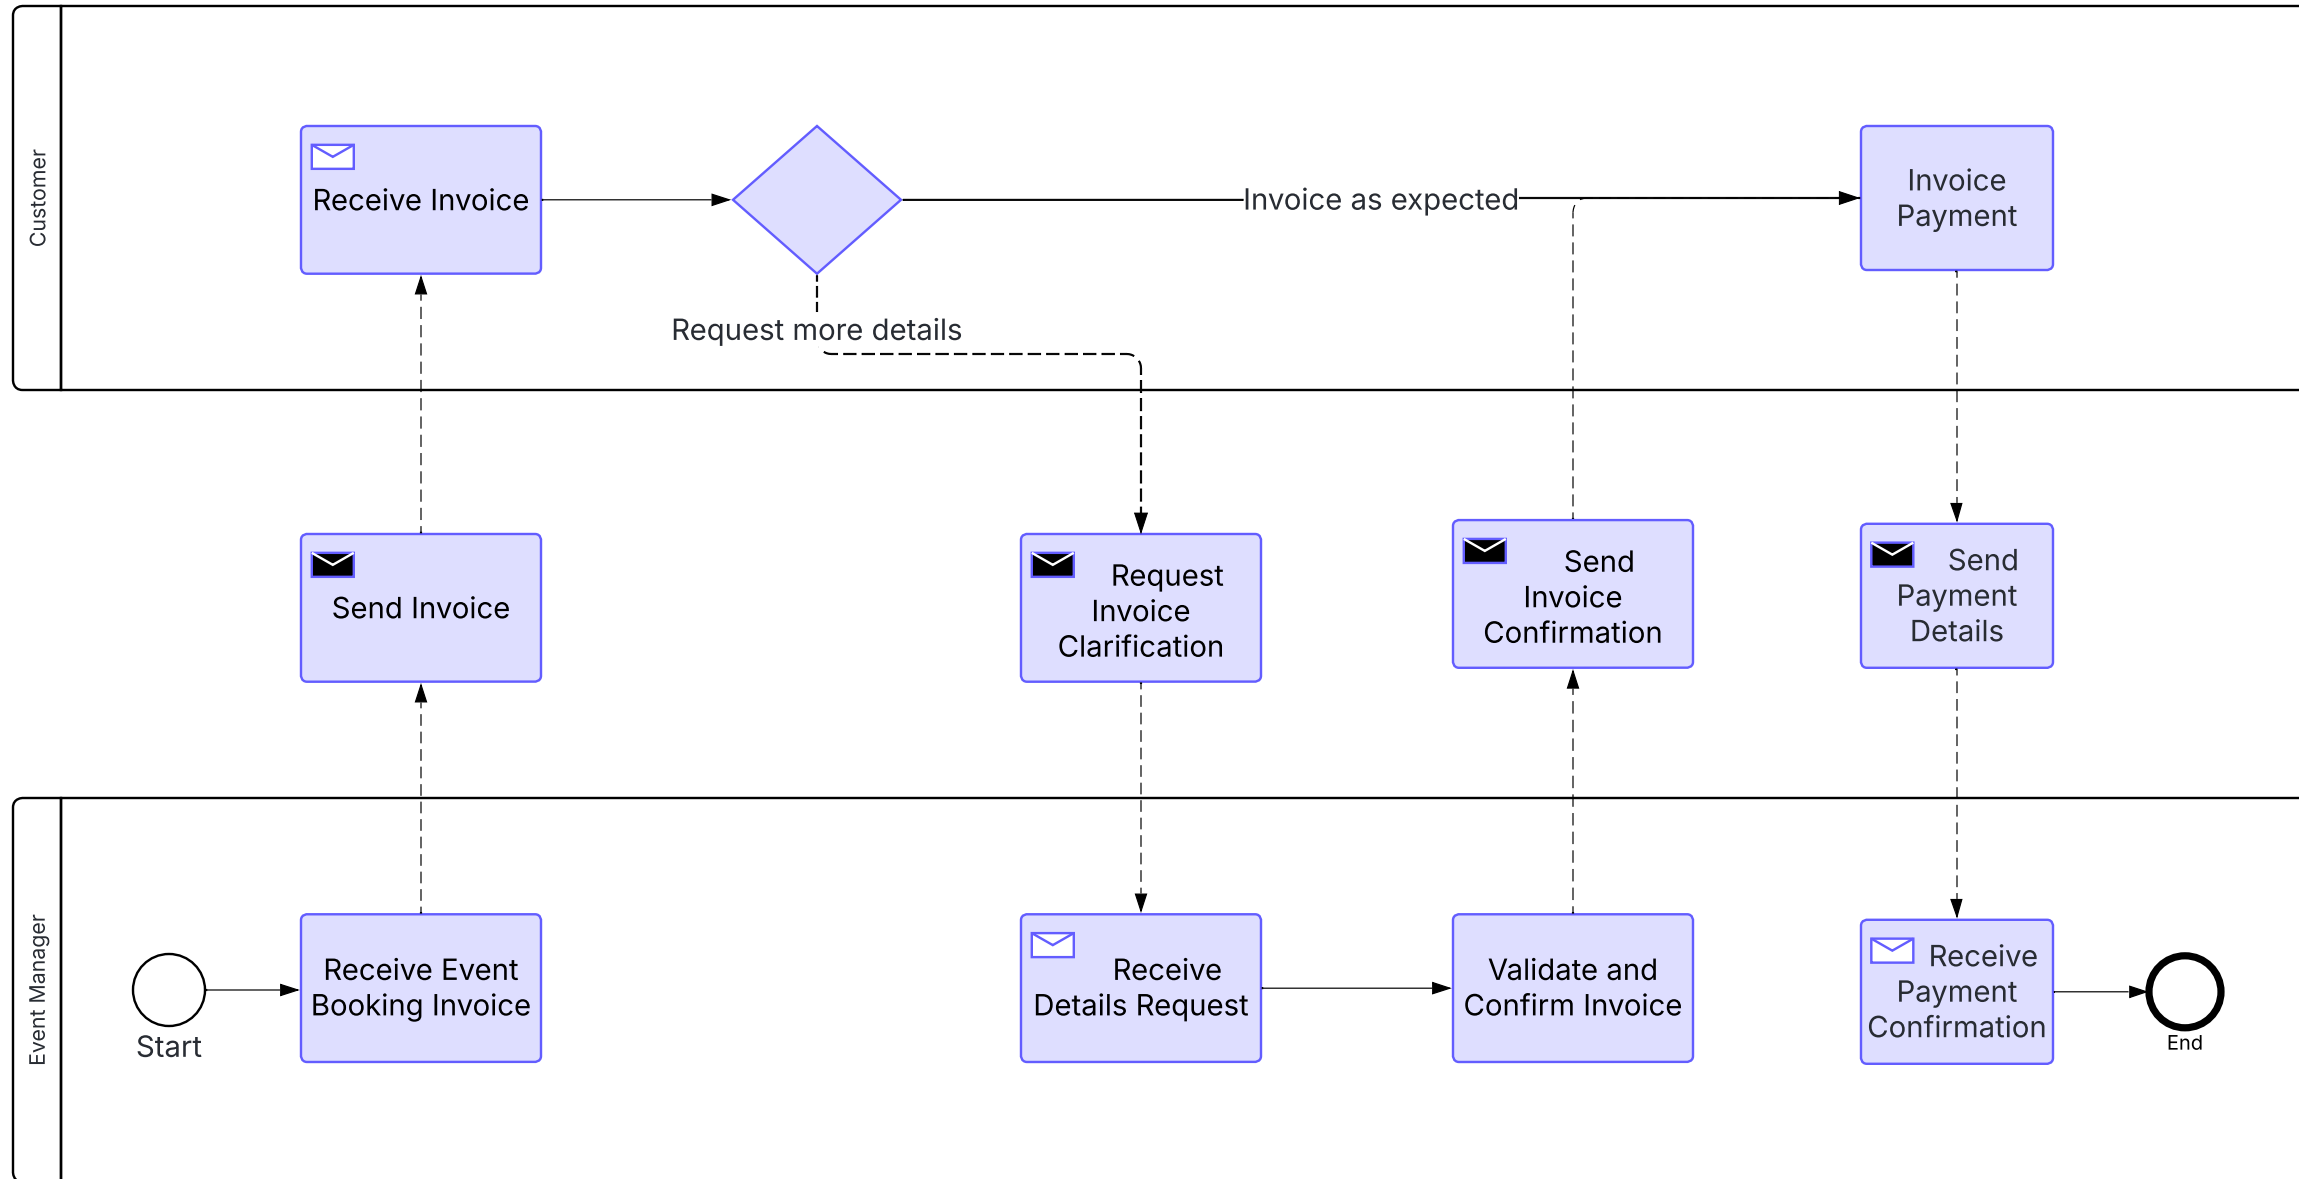 Customer
Receive Invoice
Invoice as expected
Invoice
Payment
Request more details
Send Invoice
Request
Invoice
Clarification
Send
Invoice
Confirmation
Send
Payment
Details
Event Manager
Start
Receive Event
Booking Invoice
Receive
Details Request
Validate and
Confirm Invoice
Receive
Payment
Confirmation
End